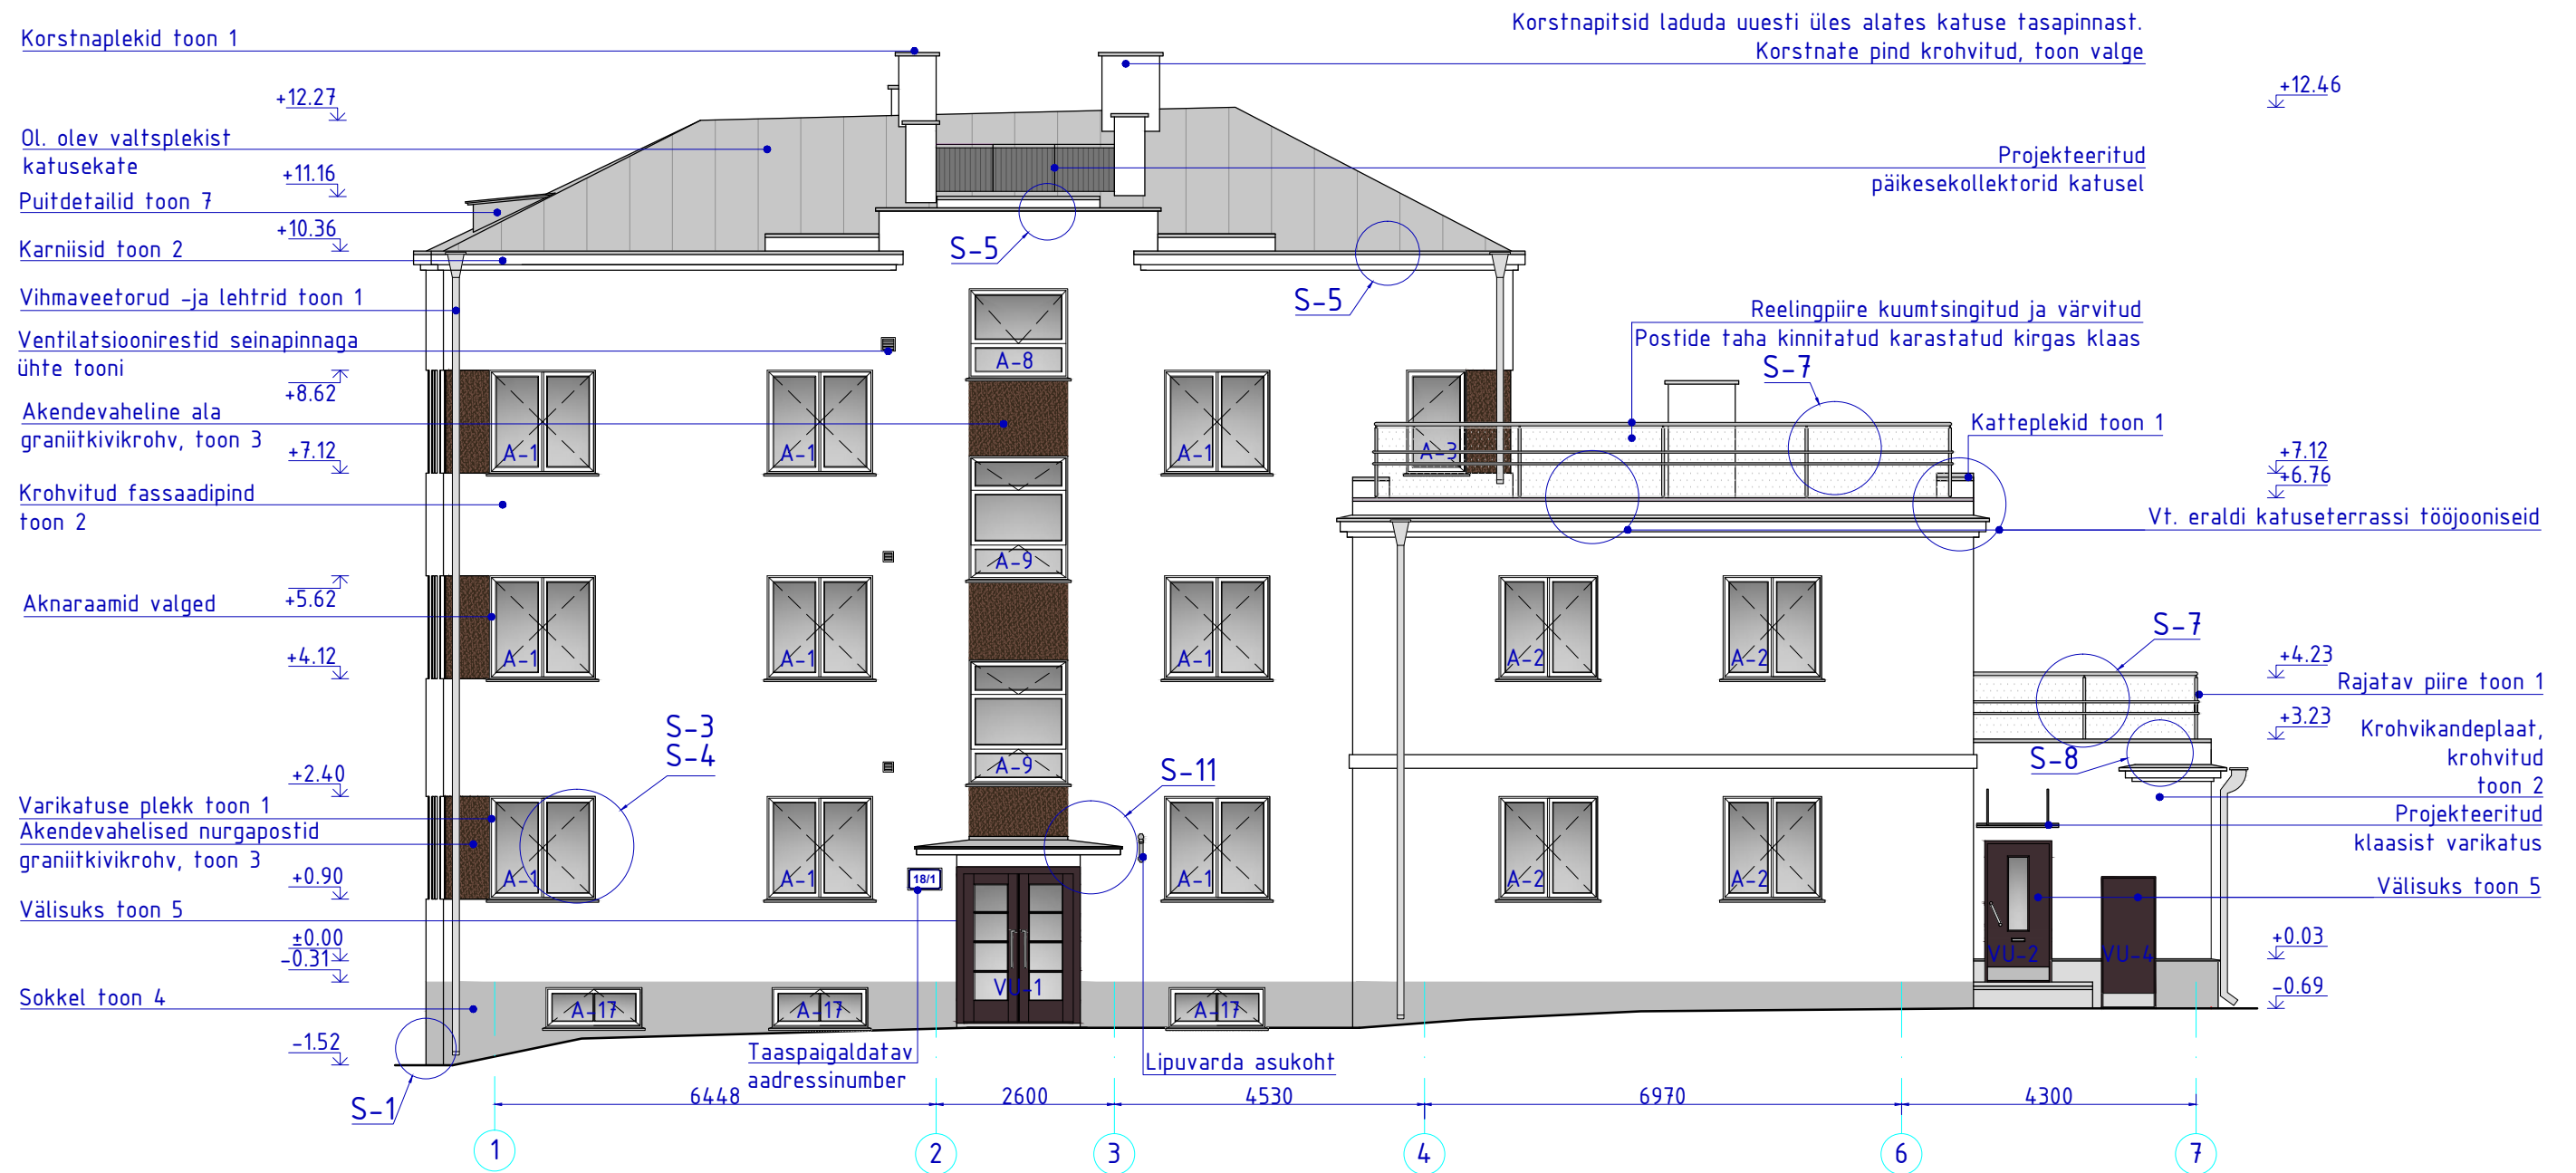 Korstnaplekid toon 1
Korstnapitsid laduda uuesti üles alates katuse tasapinnast.
Korstnate pind krohvitud, toon valge
+12.27
+12.46
Ol. olev valtsplekist
katusekate
+11.16
Projekteeritud
päikesekollektorid katusel
Puitdetailid toon 7
+10.36
Karniisid toon 2
S-5
S-5
Vihmaveetorud -ja lehtrid toon 1
Reelingpiire kuumtsingitud ja värvitud
Postide taha kinnitatud karastatud kirgas klaas
Ventilatsioonirestid seinapinnaga
ühte tooni
A-8
S-7
+8.62
Akendevaheline ala
graniitkivikrohv, toon 3
Katteplekid toon 1
+7.12
A-1
A-1
A-1
A-3
+7.12
+6.76
Krohvitud fassaadipind
toon 2
Vt. eraldi katuseterrassi tööjooniseid
A-9
+5.62
Aknaraamid valged
S-7
+4.12
A-1
A-1
A-1
A-2
A-2
+4.23
Rajatav piire toon 1
S-3
S-4
+3.23
Krohvikandeplaat,
krohvitud
toon 2
S-8
A-9
S-11
+2.40
Varikatuse plekk toon 1
Akendevahelised nurgapostid
graniitkivikrohv, toon 3
Projekteeritud
klaasist varikatus
+0.90
A-1
A-1
18/1
A-1
A-2
A-2
Välisuks toon 5
Välisuks toon 5
±0.00
-0.31
+0.03
VU-2
VU-4
VU-1
Sokkel toon 4
-0.69
A-17
A-17
A-17
-1.52
Taaspaigaldatav
aadressinumber
Lipuvarda asukoht
S-1
6448
2600
4530
6970
4300
1
2
3
4
6
7